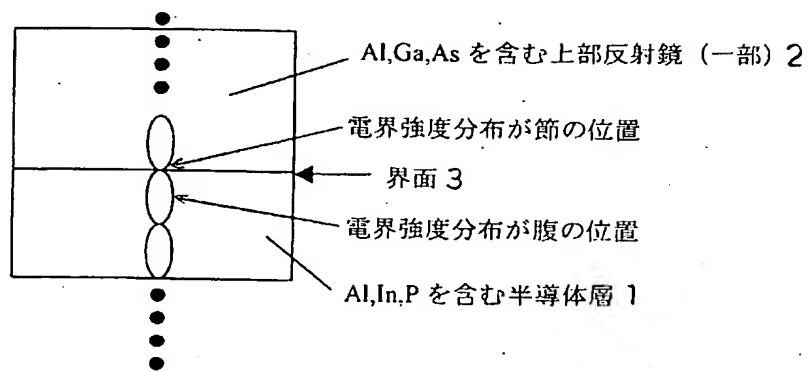 Al,Ga,As を含む上部反射鏡（一部）2
電界強度分布が節の位置
界面3
電界強度分布が腹の位置
Al,In,P を含む半導体層1